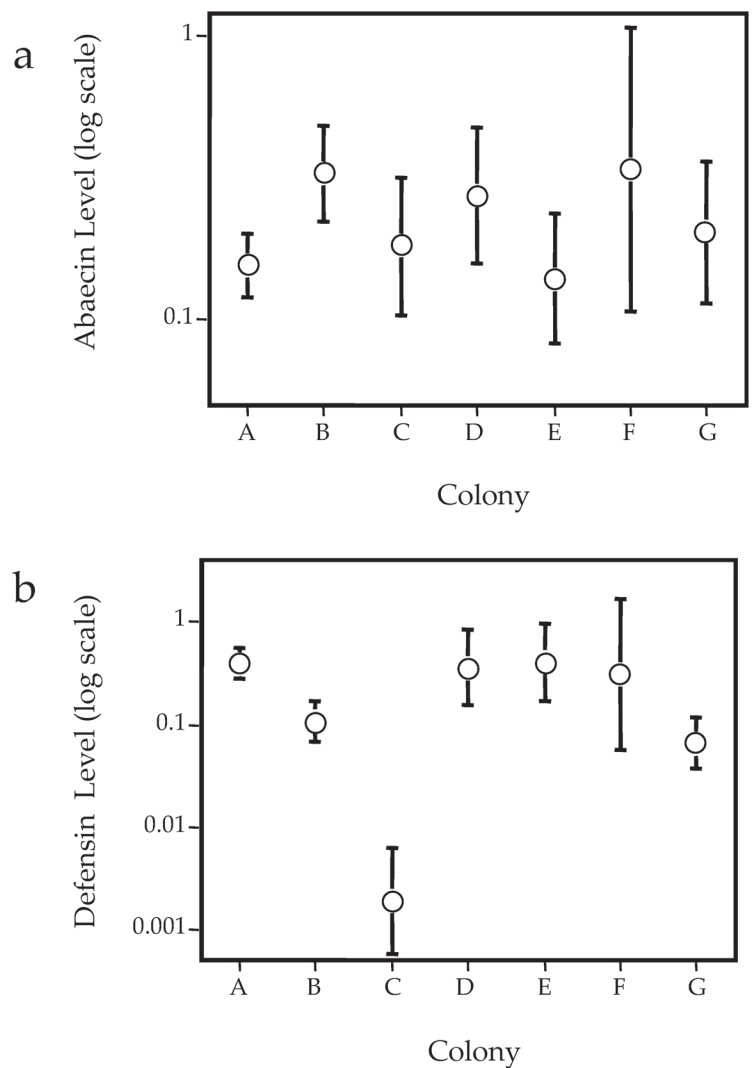 a
Abaecin Level (log scale)
1
0.1
A B C D E F G
Colony
b
Defensin Level (log scale)
1
0.1
0.01
0.001
A B C D E F G
Colony